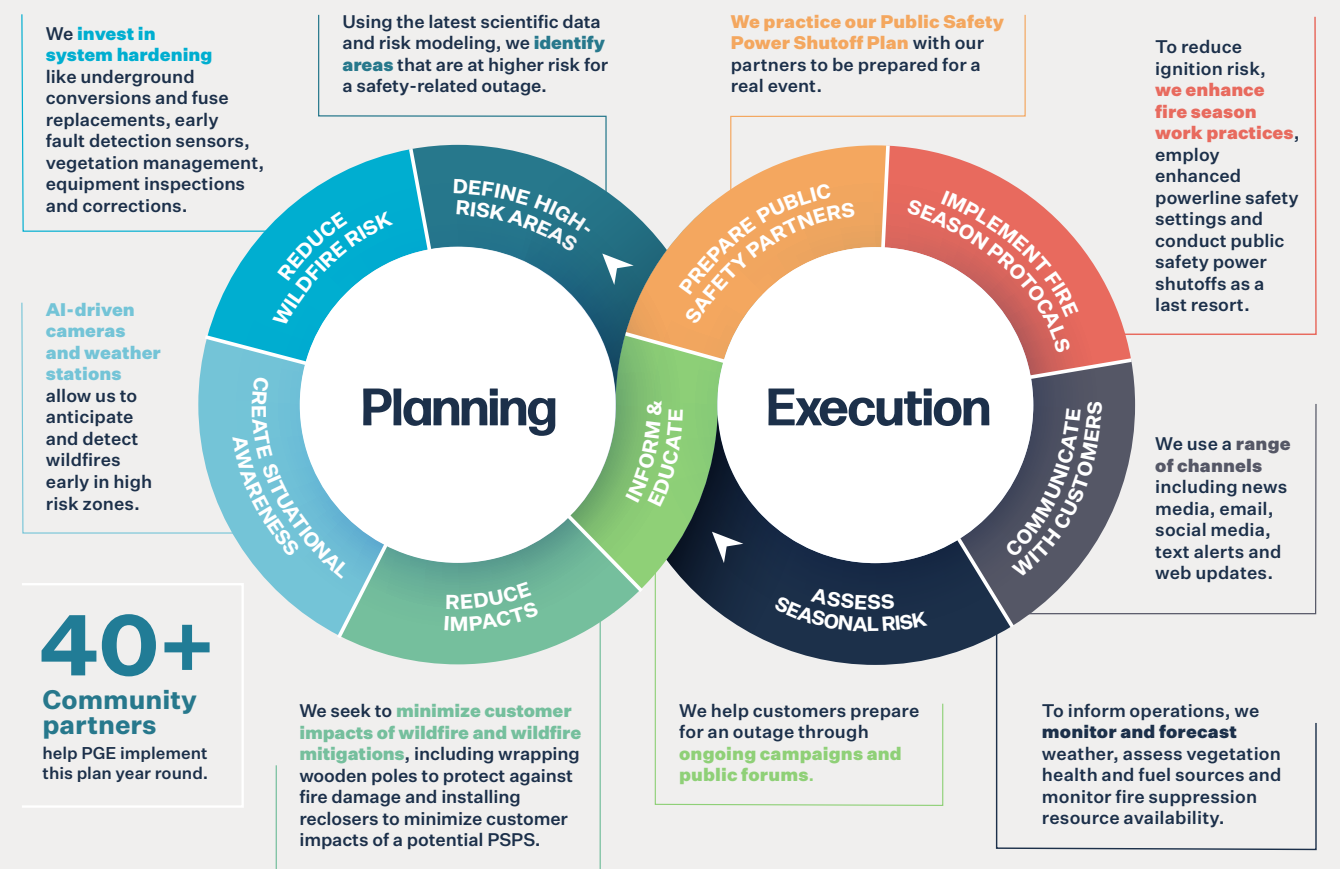 We invest in
system hardening
like underground
conversions and fuse
replacements, early
fault detection sensors,
vegetation management,
equipment inspections
and corrections.
Using the latest scientific data
and risk modeling, we identify
areas that are at higher risk for
a safety-related outage.
We practice our Public Safety
Power Shutoff Plan with our
partners to be prepared for a
real event.
To reduce
ignition risk,
we enhance
fire season
work practices,
employ
enhanced
powerline safety
settings and
conduct public
safety power
shutoffs as a
last resort.
REDUCE
WILDFIRE RISK
DEFINE HIGH-
RISK AREAS
PREPARE PUBLIC
SAFETY PARTNERS
IMPLEMENT FIRE
SEASON PROTOCALS
AI-driven
cameras
and weather
stations
allow us to
anticipate
and detect
wildfires
early in high
risk zones.
CREATE SITUATIONAL
AWARENESS
Planning
INFORM &
EDUCATE
Execution
COMMUNICATE
WITH CUSTOMERS
We use a range
of channels
including news
media, email,
social media,
text alerts and
web updates.
REDUCE
IMPACTS
ASSESS
SEASONAL RISK
40+
Community
partners
help PGE implement
this plan year round.
We seek to minimize customer
impacts of wildfire and wildfire
mitigations, including wrapping
wooden poles to protect against
fire damage and installing
reclosers to minimize customer
impacts of a potential PSPS.
We help customers prepare
for an outage through
ongoing campaigns and
public forums.
To inform operations, we
monitor and forecast
weather, assess vegetation
health and fuel sources and
monitor fire suppression
resource availability.